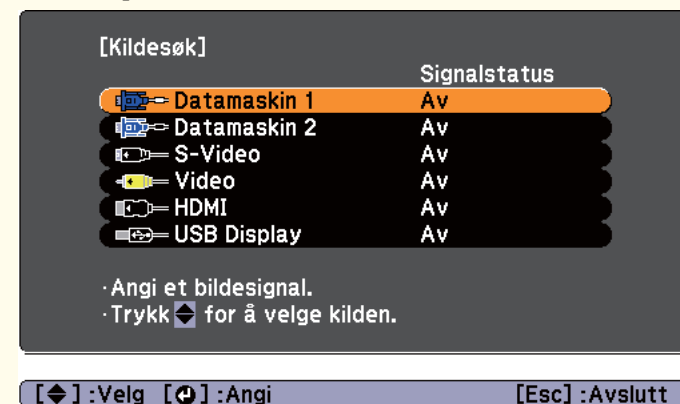 [Kildesøk]
Signalstatus
Datamaskin 1 Av
Datamaskin 2 Av
S-Video Av
Video Av
HDMI Av
USB Display Av
·Angi et bildesignal.
·Trykk for å velge kilden.
[ ] :Velg [ ] :Angi [Esc] :Avslutt